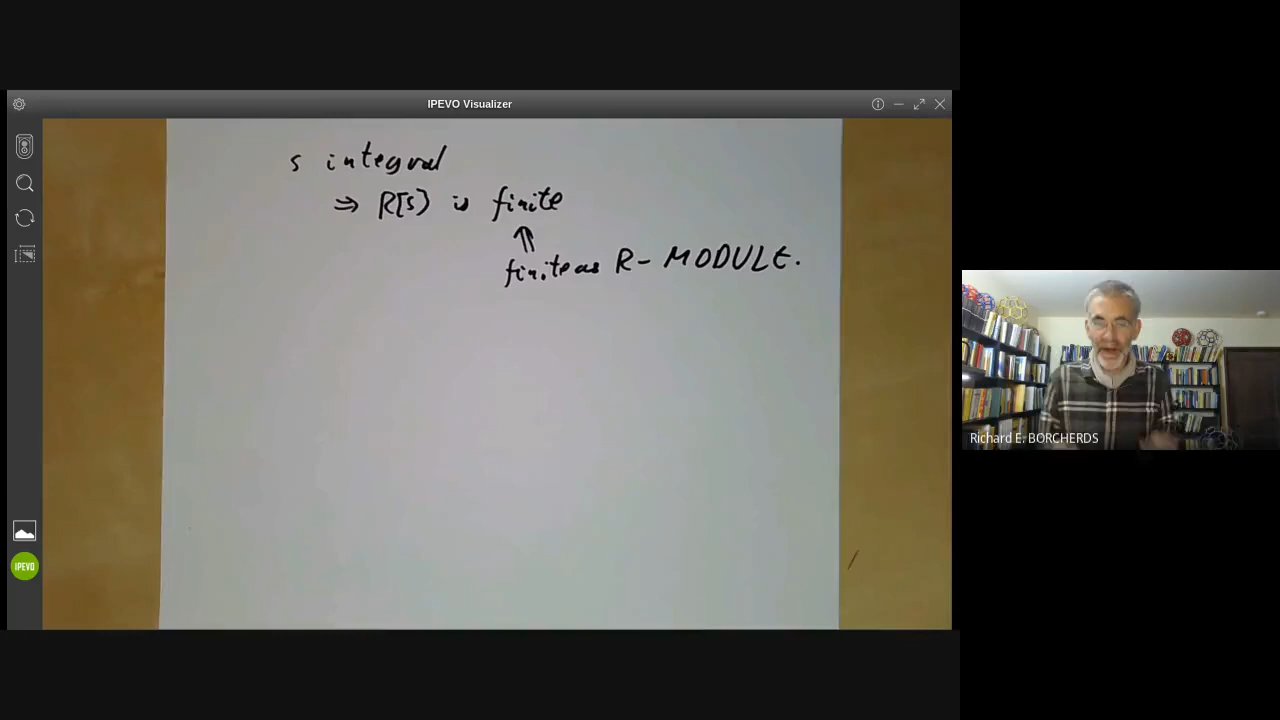 IPEVO Visualizer
s integral
⇒ R[s] is finite
⇑
finite as R-MODULE.
IPEVO
Richard E. BORCHERDS